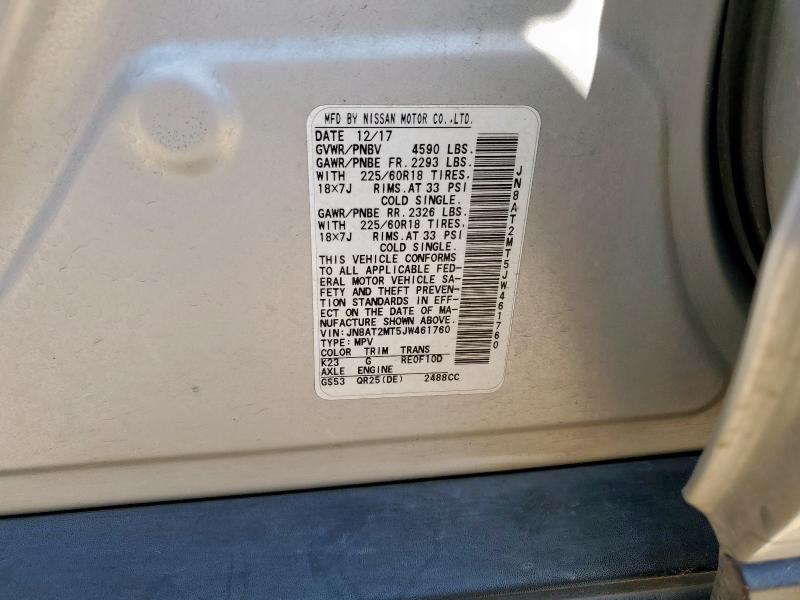 MFD BY NISSAN MOTOR CO.,LTD.
DATE 12/17
GVWR/PNBV 4590 LBS.
GAWR/PNBE FR. 2293 LBS.
WITH 225/60R18 TIRES.
18×7J RIMS. AT 33 PSI
COLD SINGLE.
GAWR/PNBE RR. 2326 LBS.
WITH 225/60R18 TIRES.
18×7J RIMS. AT 33 PSI
COLD SINGLE.
THIS VEHICLE CONFORMS
TO ALL APPLICABLE FED-
ERAL MOTOR VEHICLE SA-
FETY AND THEFT PREVEN-
TION STANDARDS IN EFF-
ECT ON THE DATE OF MA-
NUFACTURE SHOWN ABOVE.
VIN: JN8AT2MT5JW461760
TYPE: MPV
COLOR TRIM TRANS
K23 G RE0F10D
AXLE ENGINE
GS53 QR25(DE) 2488CC
JN8AT2MT5JW461760